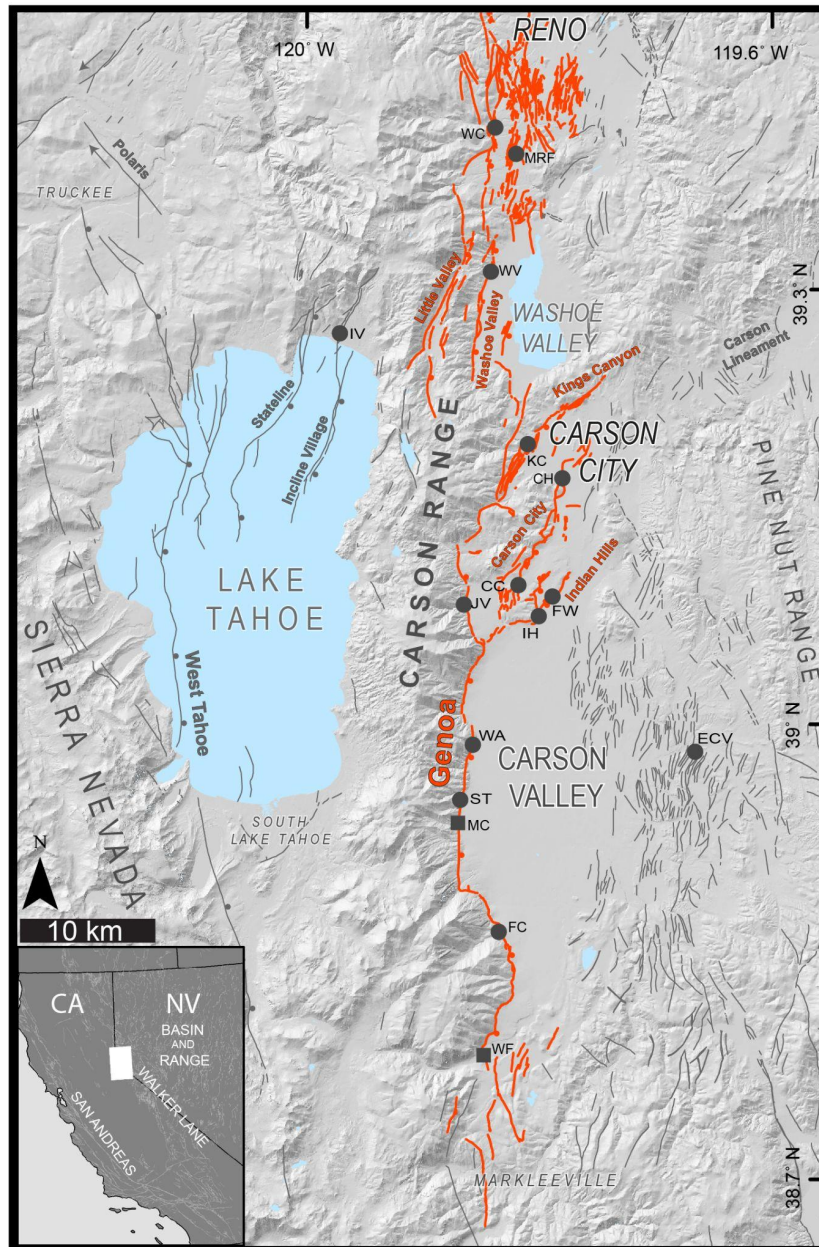 RENO
120° W
119.6° W
WC
MRF
Polaris
TRUCKEE
WV
Little Valley
Washoe Valley
WASHOE
VALLEY
39.3° N
IV
Carson
Lineament
Stateline
Incline Village
Kings Canyon
CARSON
CITY
KC
CH
CARSON RANGE
PINE NUT RANGE
Carson City
Indian Hills
CC
JV
FW
IH
LAKE
TAHOE
SIERRA NEVADA
West Tahoe
Genoa
WA
CARSON
VALLEY
39° N
ECV
ST
MC
SOUTH
LAKE TAHOE
N
10 km
FC
WF
MARKLEEVILLE
38.7° N
CA
NV
BASIN
AND
RANGE
WALKER LANE
SAN ANDREAS